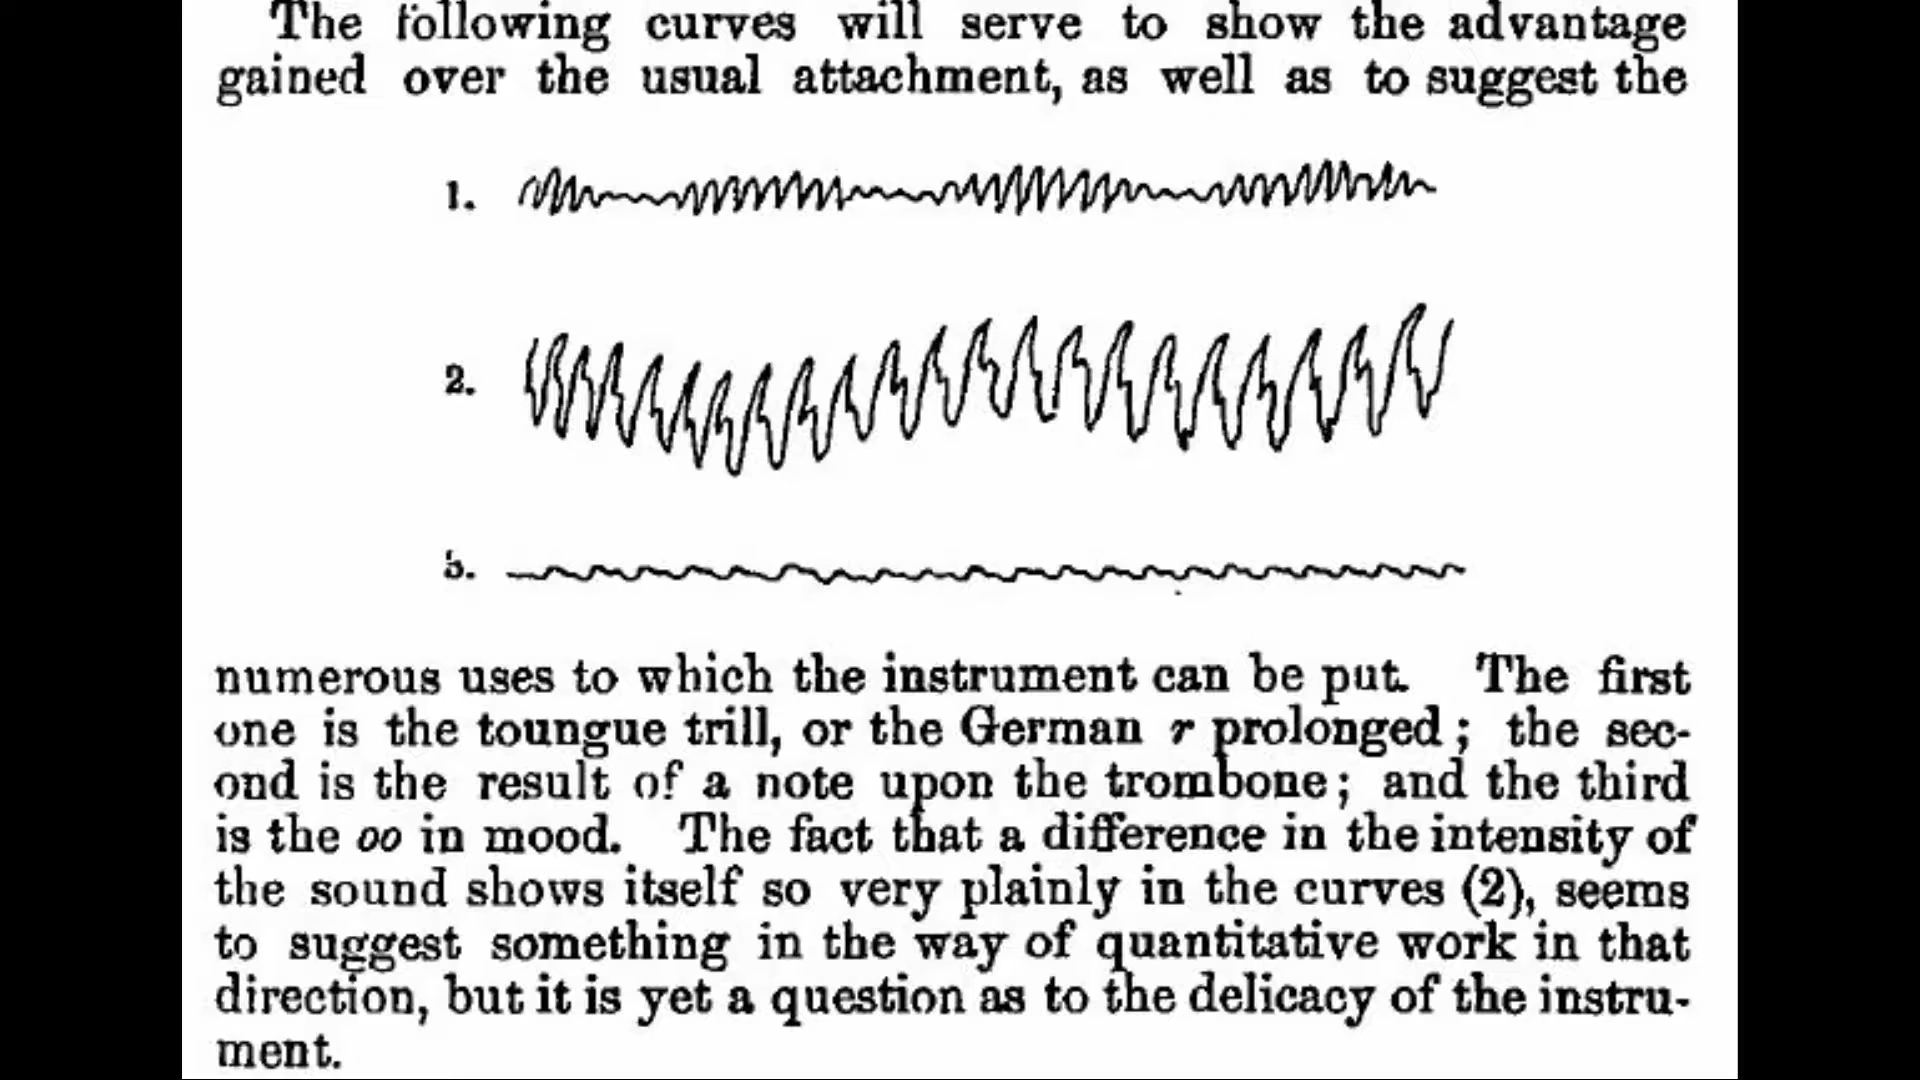 The following curves will serve to show the advantage
gained over the usual attachment, as well as to suggest the
1.
2.
3.
numerous uses to which the instrument can be put. The first
one is the toungue trill, or the German r prolonged; the sec-
ond is the result of a note upon the trombone; and the third
is the oo in mood. The fact that a difference in the intensity of
the sound shows itself so very plainly in the curves (2), seems
to suggest something in the way of quantitative work in that
direction, but it is yet a question as to the delicacy of the instru-
ment.